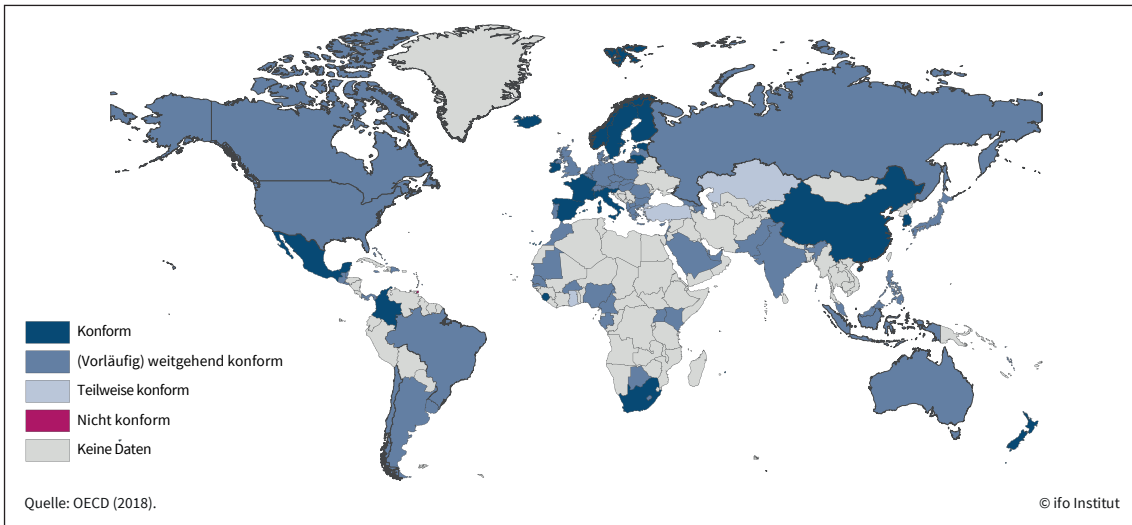 Konform
(Vorläufig) weitgehend konform
Teilweise konform
Nicht konform
Keine Daten
Quelle: OECD (2018).
© ifo Institut